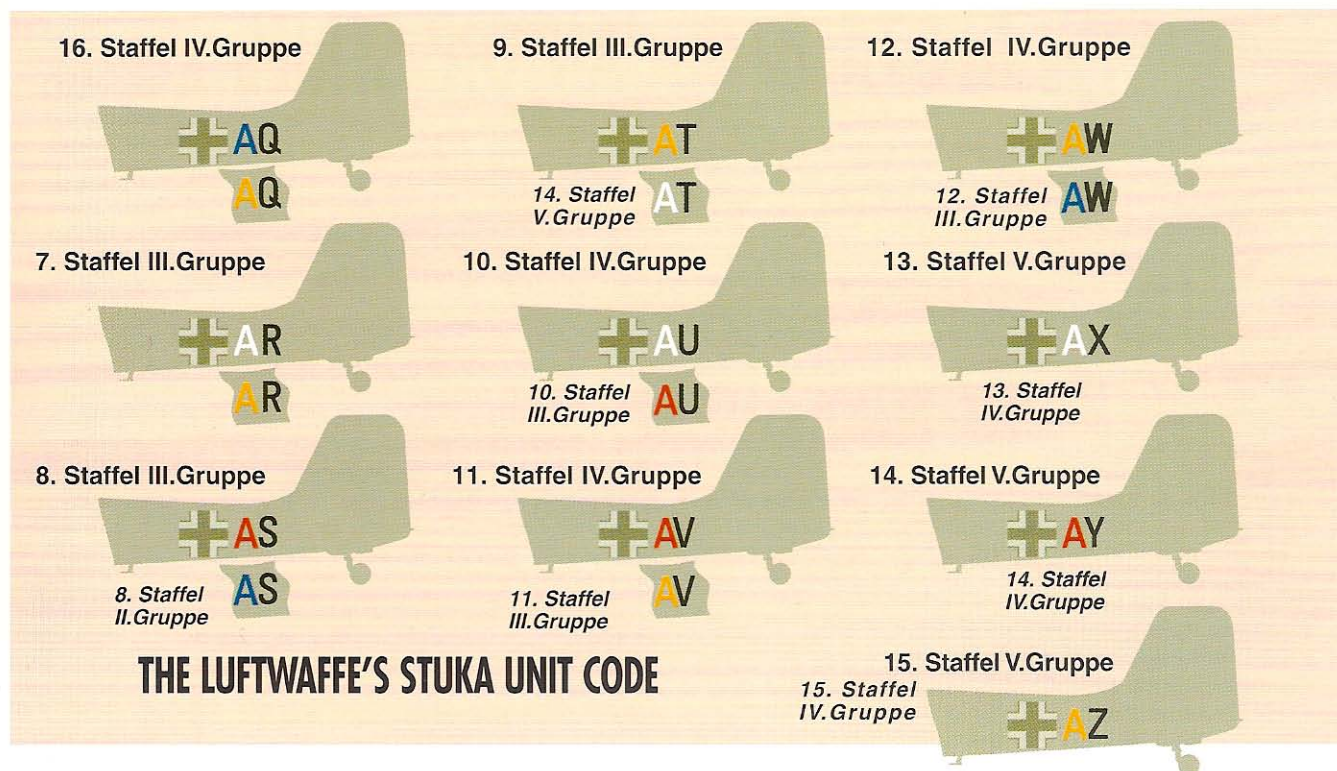 16. Staffel IV.Gruppe
AQ
AQ
9. Staffel III.Gruppe
AT
14. Staffel
V.Gruppe
AT
12. Staffel IV.Gruppe
AW
12. Staffel
III.Gruppe
AW
7. Staffel III.Gruppe
AR
AR
10. Staffel IV.Gruppe
AU
10. Staffel
III.Gruppe
AU
13. Staffel V.Gruppe
AX
13. Staffel
IV.Gruppe
8. Staffel III.Gruppe
AS
8. Staffel
II.Gruppe
AS
11. Staffel IV.Gruppe
AV
11. Staffel
III.Gruppe
AV
14. Staffel V.Gruppe
AY
14. Staffel
IV.Gruppe
THE LUFTWAFFE'S STUKA UNIT CODE
15. Staffel V.Gruppe
15. Staffel
IV.Gruppe
AZ